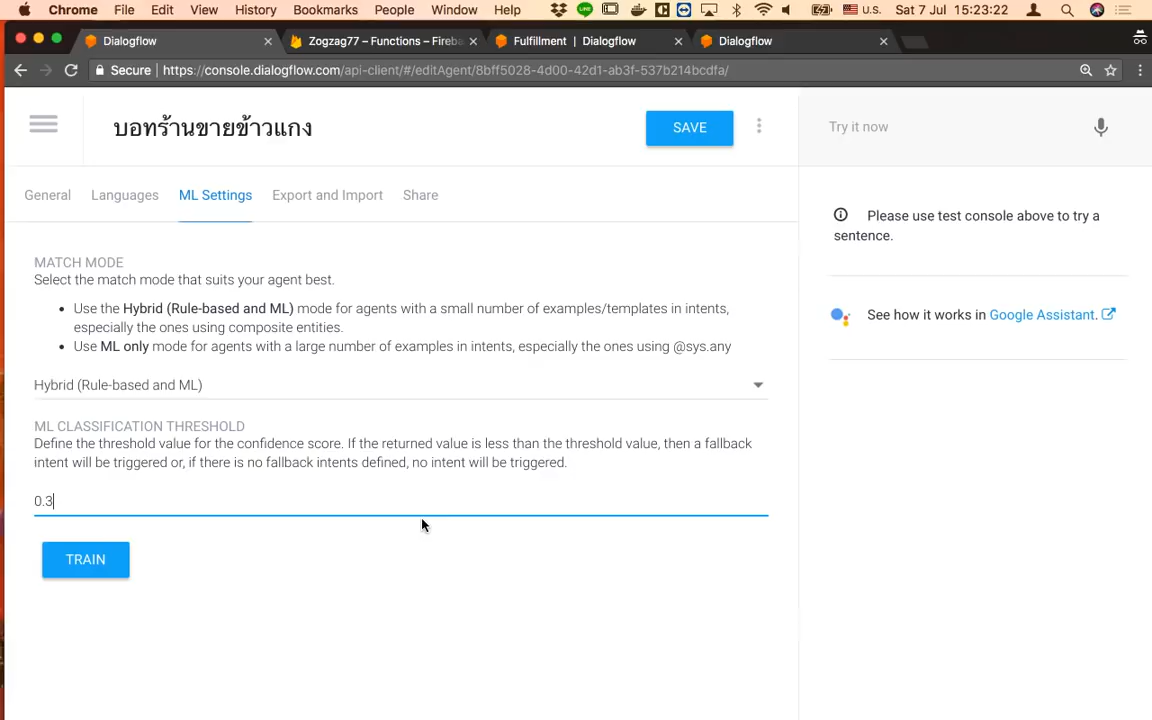 Chrome File Edit View History Bookmarks People Window Help U.S. Sat 7 Jul 15:23:22
Dialogflow Zogzag77 – Functions – Fireba Fulfillment | Dialogflow Dialogflow
Secure https://console.dialogflow.com/api-client/#/editAgent/8bff5028-4d00-42d1-ab3f-537b214bcdfa/
บอทร้านขายข้าวแกง
SAVE
Try it now
General Languages ML Settings Export and Import Share
Please use test console above to try a
sentence.
MATCH MODE
Select the match mode that suits your agent best.
• Use the Hybrid (Rule-based and ML) mode for agents with a small number of examples/templates in intents,
especially the ones using composite entities.
• Use ML only mode for agents with a large number of examples in intents, especially the ones using @sys.any
See how it works in Google Assistant.
Hybrid (Rule-based and ML)
ML CLASSIFICATION THRESHOLD
Define the threshold value for the confidence score. If the returned value is less than the threshold value, then a fallback
intent will be triggered or, if there is no fallback intents defined, no intent will be triggered.
0.3
TRAIN